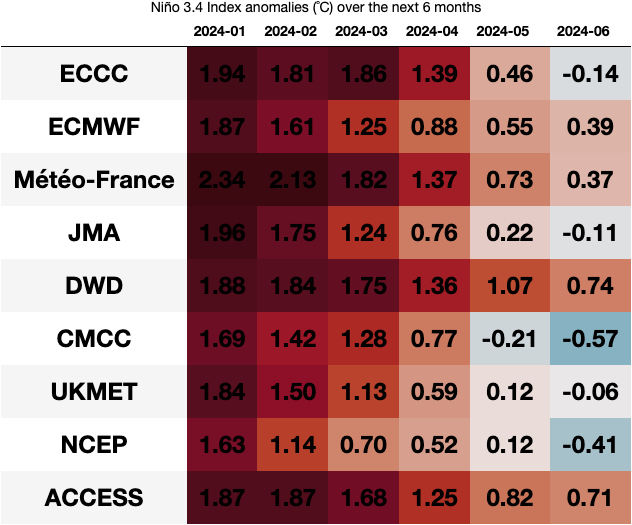 Niño 3.4 Index anomalies (℃) over the next 6 months
2024-01 2024-02 2024-03 2024-04 2024-05 2024-06
ECCC 1.94 1.81 1.86 1.39 0.46 -0.14
ECMWF 1.87 1.61 1.25 0.88 0.55 0.39
Météo-France 2.34 2.13 1.82 1.37 0.73 0.37
JMA 1.96 1.75 1.24 0.76 0.22 -0.11
DWD 1.88 1.84 1.75 1.36 1.07 0.74
CMCC 1.69 1.42 1.28 0.77 -0.21 -0.57
UKMET 1.84 1.50 1.13 0.59 0.12 -0.06
NCEP 1.63 1.14 0.70 0.52 0.12 -0.41
ACCESS 1.87 1.87 1.68 1.25 0.82 0.71